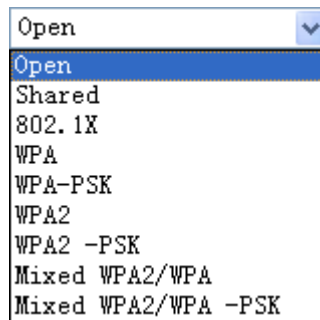 Open
Open
Shared
802.1X
WPA
WPA-PSK
WPA2
WPA2 -PSK
Mixed WPA2/WPA
Mixed WPA2/WPA -PSK